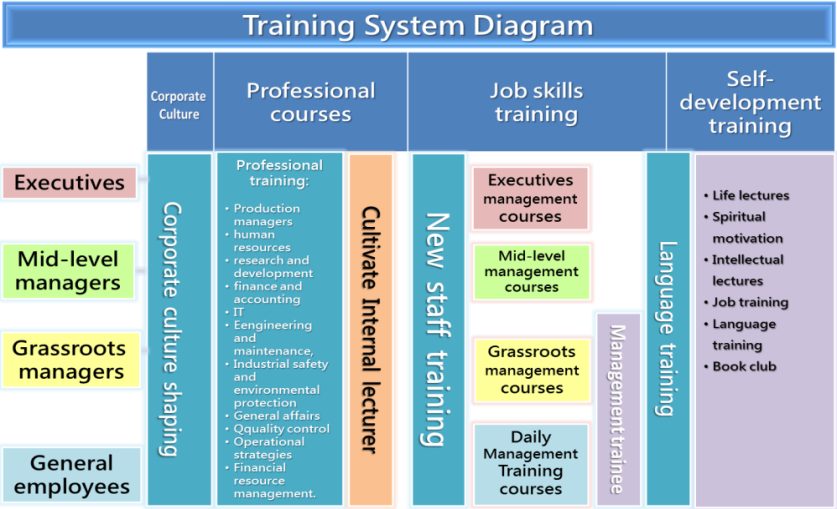 Training System Diagram
Corporate
Culture
Professional
courses
Job skills
training
Self-
development
training
Executives
Mid-level
managers
Grassroots
managers
General
employees
Corporate culture shaping
Professional
training:
• Production
managers
• human
resources
• research and
development
• finance and
accounting
• IT
• Eengineering
and
maintenance,
• Industrial safety
and
environmental
protection
• General affairs
• Qquality control
• Operational
strategies
• Financial
resource
management.
Cultivate Internal lecturer
New staff training
Executives
management
courses
Mid-level
management
courses
Grassroots
management
courses
Daily
Management
Training
courses
Management trainee
Language training
• Life lectures
• Spiritual
motivation
• Intellectual
lectures
• Job training
• Language
training
• Book club